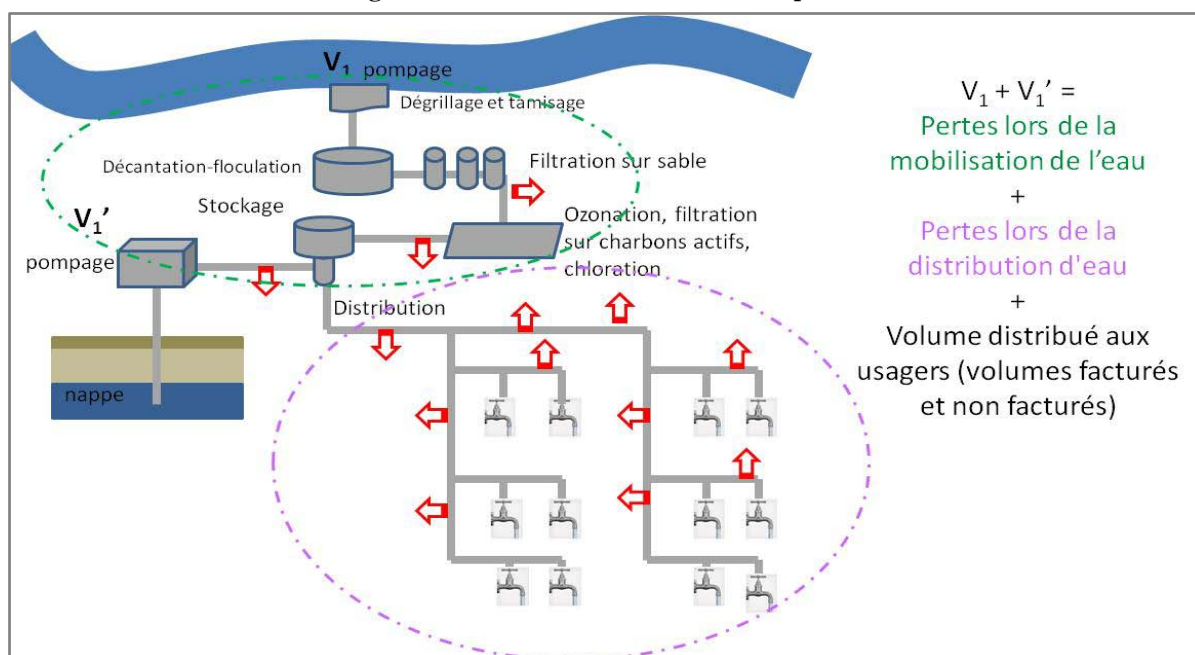 V₁ pompage
Dégrillage et tamisage
Décantation-floculation
Filtration sur sable
Stockage
Ozonation, filtration
sur charbons actifs,
chloration
V₁'
pompage
Distribution
nappe
V₁ + V₁' =
Pertes lors de la
mobilisation de l'eau
+
Pertes lors de la
distribution d'eau
+
Volume distribué aux
usagers (volumes facturés
et non facturés)